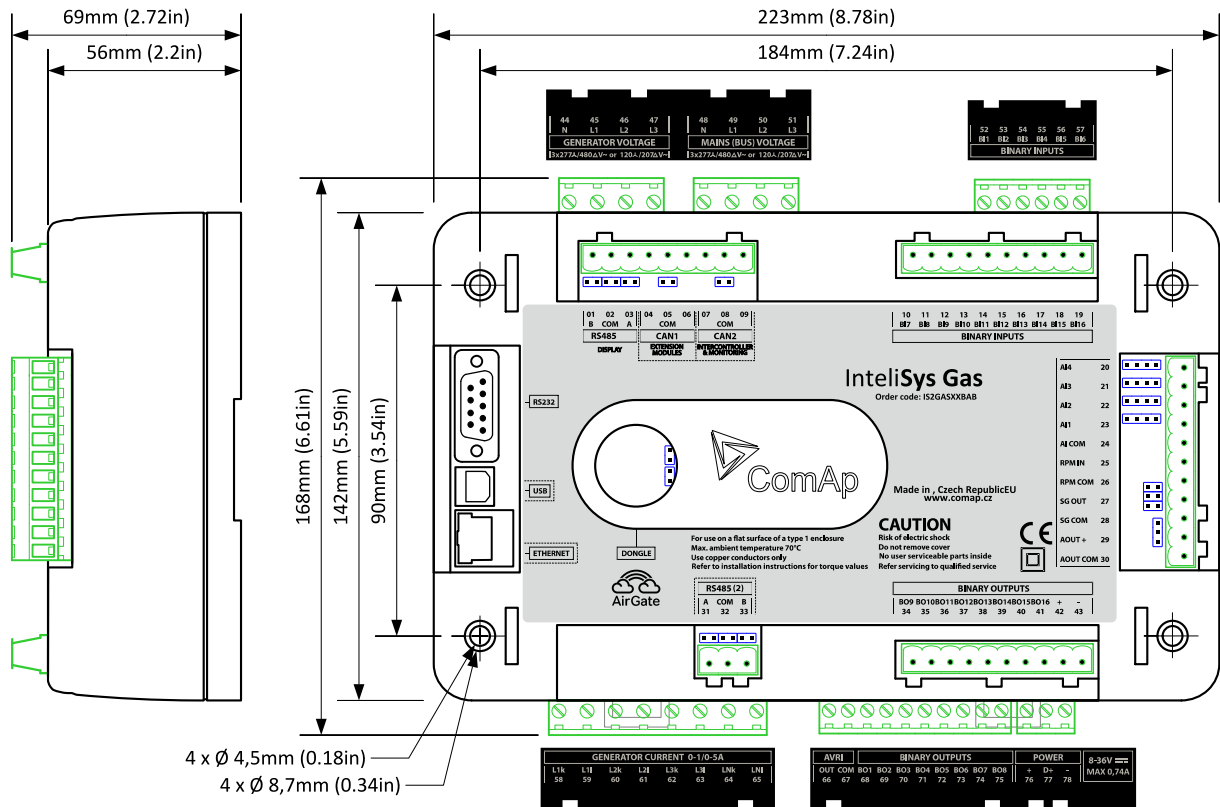 69mm (2.72in)
56mm (2.2in)
223mm (8.78in)
184mm (7.24in)
44 45 46 47
N L1 L2 L3
GENERATOR VOLTAGE
3x277⅄/480ΔV~ or 120⅄/207ΔV~
48 49 50 51
N L1 L2 L3
MAINS (BUS) VOLTAGE
3x277⅄/480ΔV~ or 120⅄/207ΔV~
52 53 54 55 56 57
BI1 BI2 BI3 BI4 BI5 BI6
BINARY INPUTS
168mm (6.61in)
142mm (5.59in)
90mm (3.54in)
01 02 03 04 05 06 07 08 09
B COM A COM COM
RS485 CAN1 CAN2
DISPLAY
EXTENSION
MODULES
INTERCONTROLLER
& MONITORING
10 11 12 13 14 15 16 17 18 19
BI7 BI8 BI9 BI10 BI11 BI12 BI13 BI14 BI15 BI16
BINARY INPUTS
InteliSys Gas
Order code: IS2GASXXBAB
AI4 20
AI3 21
AI2 22
AI1 23
AI COM 24
RPM IN 25
RPM COM 26
SG OUT 27
SG COM 28
AOUT + 29
AOUT COM 30
RS232
USB
ETHERNET
DONGLE
ComAp
AirGate
Made in , Czech RepublicEU
www.comap.cz
For use on a flat surface of a type 1 enclosure
Max. ambient temperature 70°C
Use copper conductors only
Refer to installation instructions for torque values
CAUTION
Risk of electric shock
Do not remove cover
No user serviceable parts inside
Refer servicing to qualified service
CE
RS485 (2)
A COM B
31 32 33
BINARY OUTPUTS
BO9 BO10 BO11 BO12 BO13 BO14 BO15 BO16 + -
34 35 36 37 38 39 40 41 42 43
4 x Ø 4,5mm (0.18in)
4 x Ø 8,7mm (0.34in)
GENERATOR CURRENT 0-1/0-5A
L1k L1l L2k L2l L3k L3l LNk LNl
58 59 60 61 62 63 64 65
AVRI BINARY OUTPUTS POWER
OUT COM BO1 BO2 BO3 BO4 BO5 BO6 BO7 BO8 + D+ -
66 67 68 69 70 71 72 73 74 75 76 77 78
8-36V ⎓
MAX 0,74A